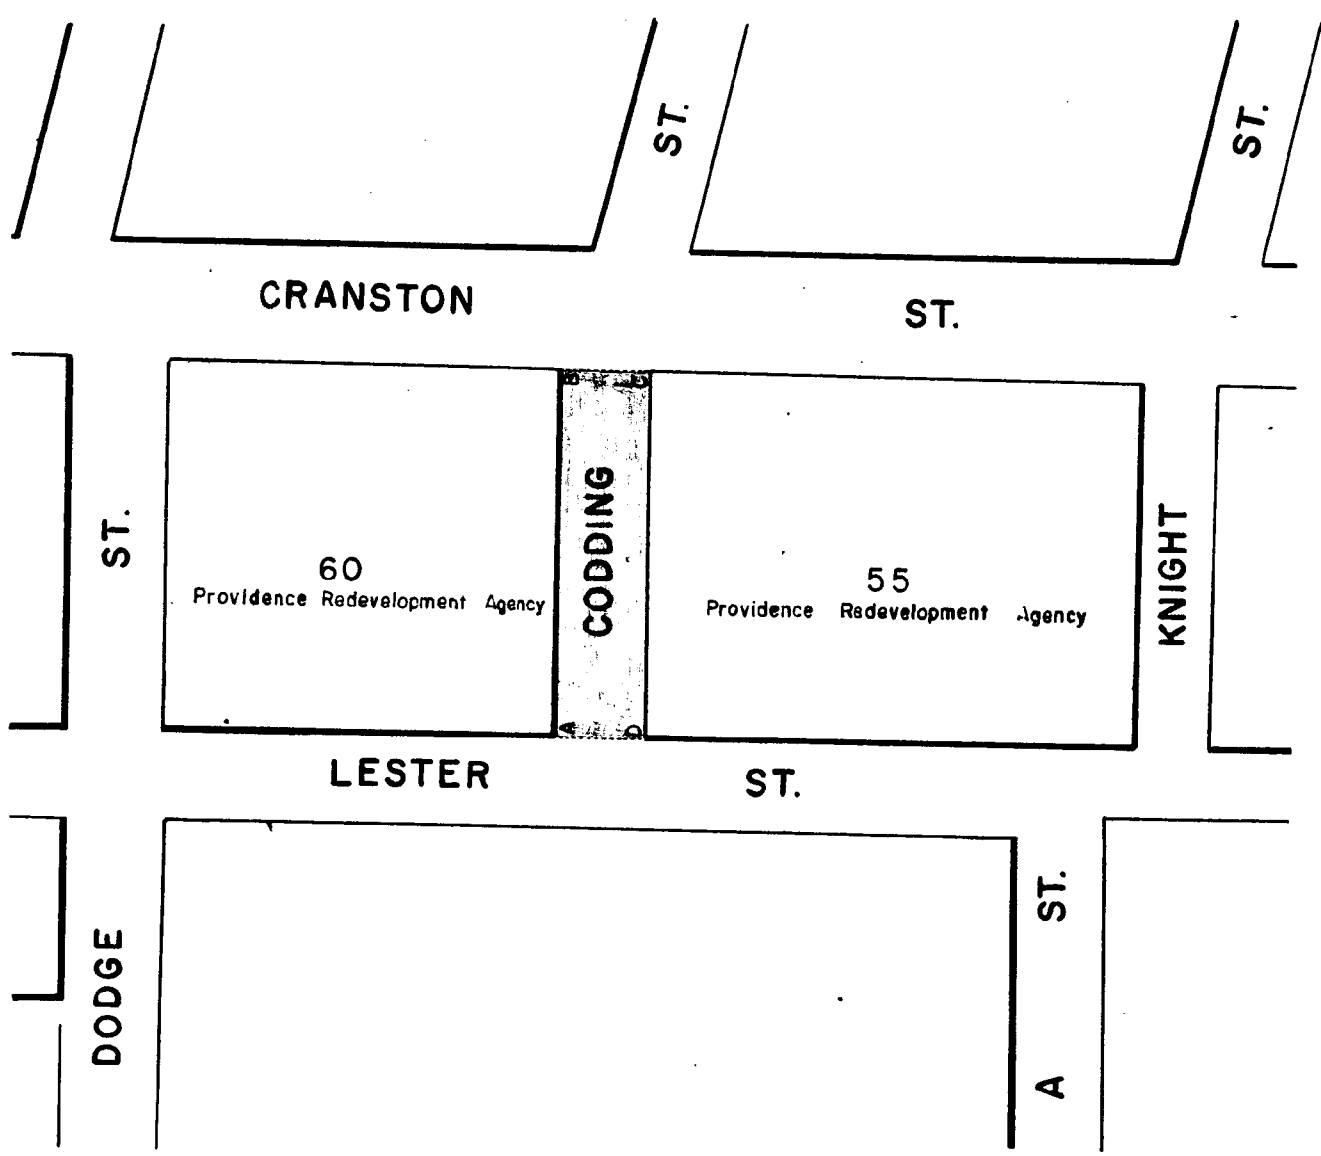 ST.
ST.
CRANSTON ST.
B C
CODDING
ST.
60
Providence Redevelopment Agency
55
Providence Redevelopment Agency
KNIGHT
A D
LESTER ST.
ST.
DODGE
A